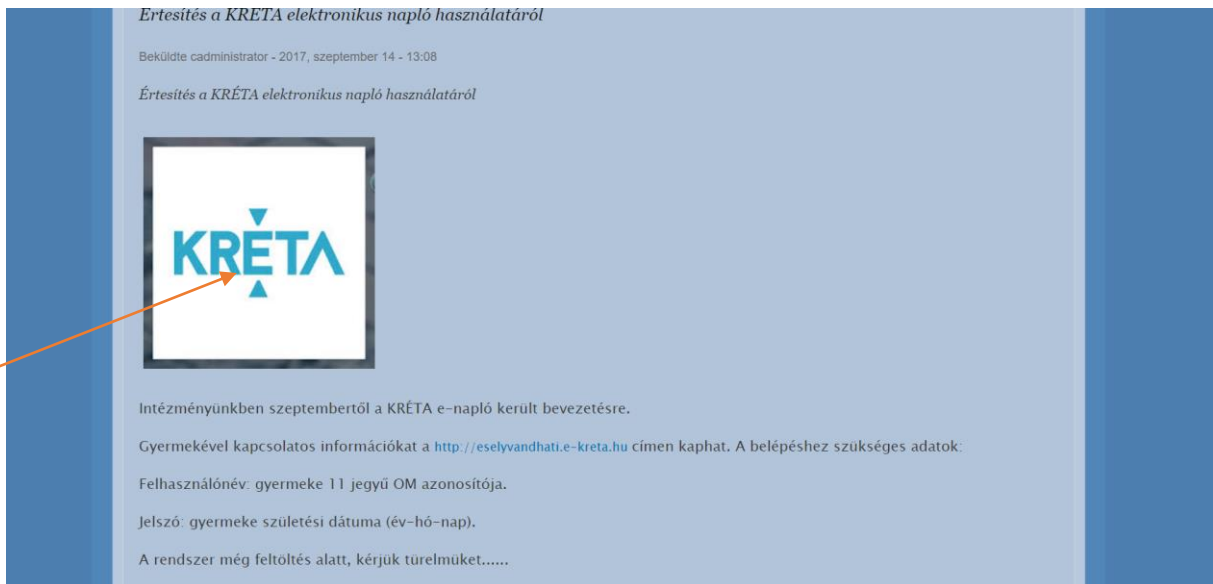 Értesítés a KRÉTA elektronikus napló használatáról
Beküldte cadministrator - 2017, szeptember 14 - 13:08
Értesítés a KRÉTA elektronikus napló használatáról
KRÉTA
Intézményünkben szeptembertől a KRÉTA e-napló került bevezetésre.
Gyermekével kapcsolatos információkat a http://eselyvandhati.e-kreta.hu címen kaphat. A belépéshez szükséges adatok:
Felhasználónév: gyermeke 11 jegyű OM azonosítója.
Jelszó: gyermeke születési dátuma (év-hó-nap).
A rendszer még feltöltés alatt, kérjük türelmüket......